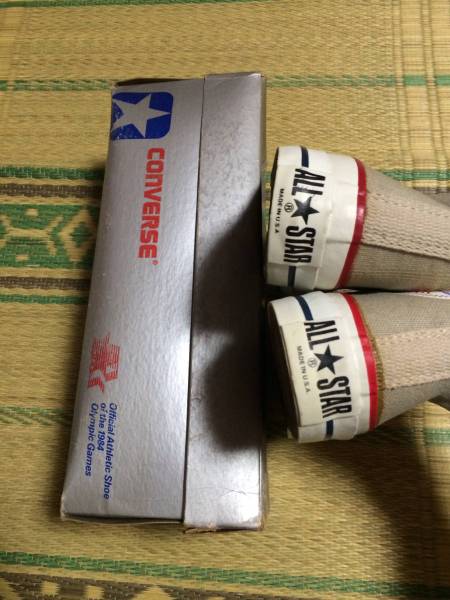 CONVERSE®
Official Athletic Shoe
of the 1984
Olympic Games
ALL★STAR
®
MADE IN U.S.A.
ALL★STAR
®
MADE IN U.S.A.